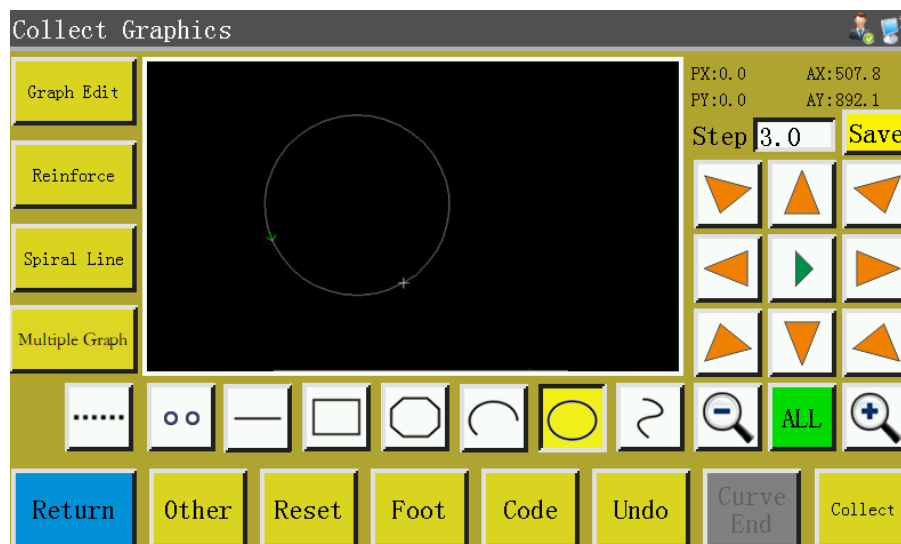 Collect Graphics
Graph Edit
Reinforce
Spiral Line
Multiple Graph
PX:0.0 AX:507.8
PY:0.0 AY:892.1
Step 3.0 Save
ALL
Return Other Reset Foot Code Undo Curve End Collect